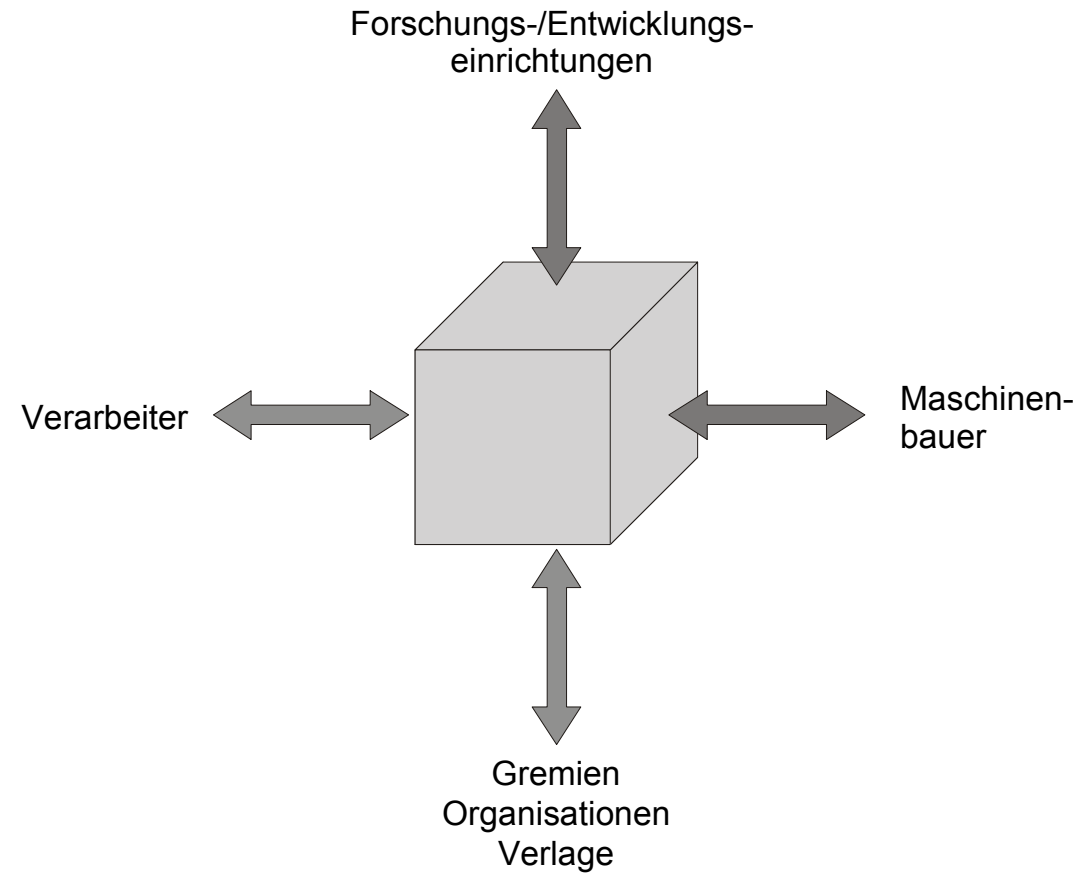 Forschungs-/Entwicklungs-
einrichtungen
Verarbeiter
Maschinen-
bauer
Gremien
Organisationen
Verlage